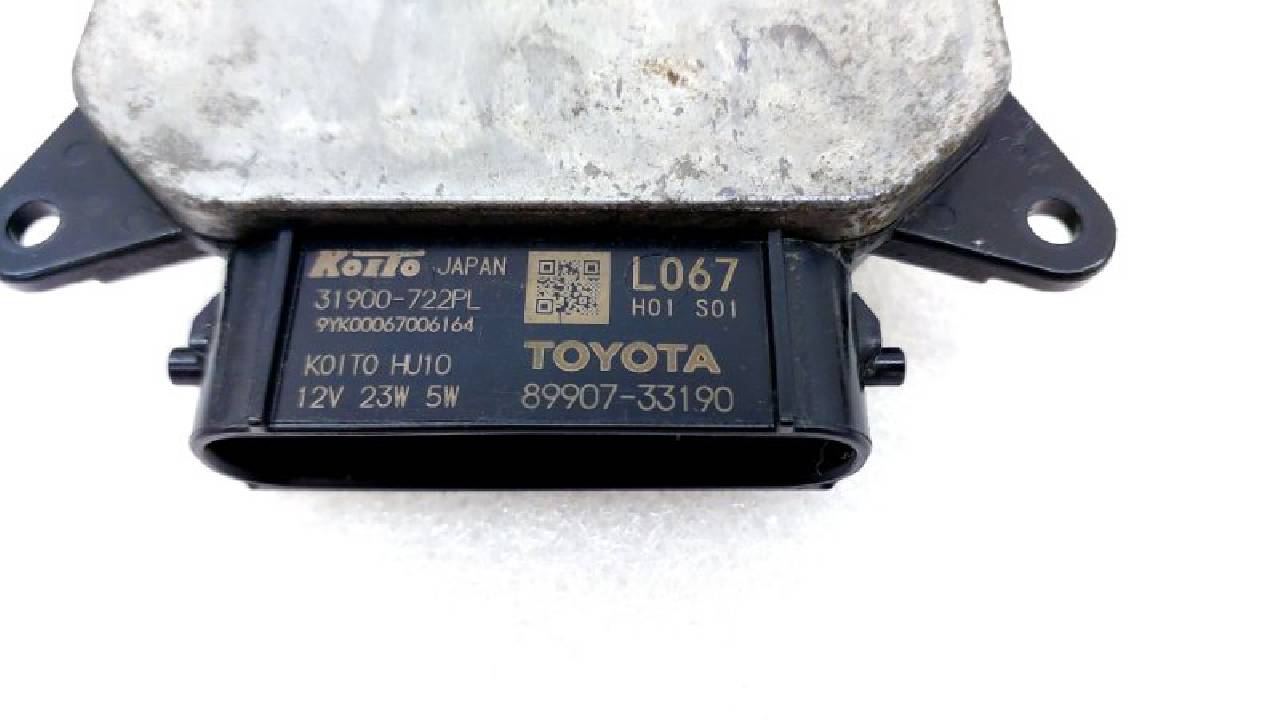 KOITO JAPAN
31900-722PL
9YK00067006164
KOITO HU10
12V 23W 5W
L067
H01 S01
TOYOTA
89907-33190